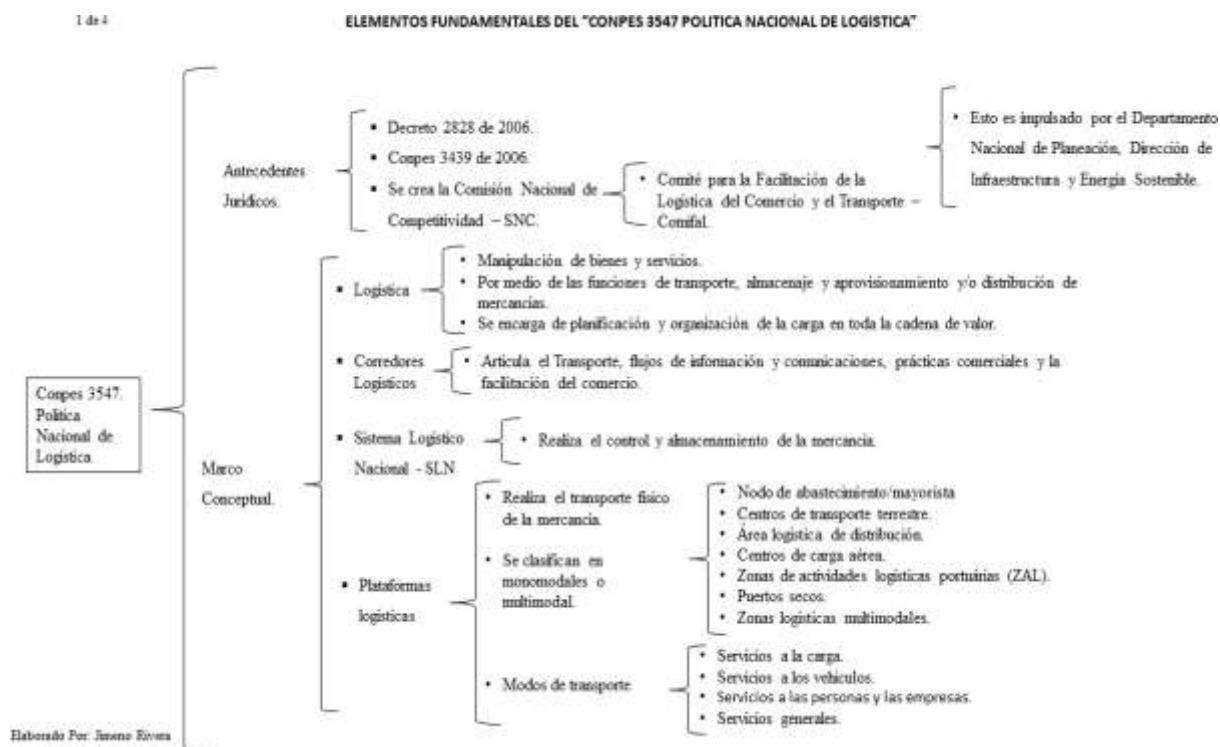 1 de 4
ELEMENTOS FUNDAMENTALES DEL "CONPES 3547 POLITICA NACIONAL DE LOGISTICA"
Conpes 3547.
Politica
Nacional de
Logistica
Antecedentes
Jurídicos.
▪ Decreto 2828 de 2006.
▪ Conpes 3439 de 2006.
▪ Se crea la Comisión Nacional de
Competitividad – SNC.
• Comité para la Facilitación de la
Logística del Comercio y el Transporte –
Comifal.
• Esto es impulsado por el Departamento
Nacional de Planeación, Dirección de
Infraestructura y Energía Sostenible.
Marco
Conceptual.
▪ Logística
• Manipulación de bienes y servicios.
• Por medio de las funciones de transporte, almacenaje y aprovisionamiento y/o distribución de
mercancías.
• Se encarga de planificación y organización de la carga en toda la cadena de valor.
▪ Corredores
Logísticos
• Articula el Transporte, flujos de información y comunicaciones, prácticas comerciales y la
facilitación del comercio.
▪ Sistema Logístico
Nacional - SLN
• Realiza el control y almacenamiento de la mercancía.
▪ Plataformas
logísticas
• Realiza el transporte físico
de la mercancía.
• Se clasifican en
monomodales o
multimodal.
• Nodo de abastecimiento/mayorista
• Centros de transporte terrestre.
• Área logística de distribución.
• Centros de carga aérea.
• Zonas de actividades logísticas portuárias (ZAL).
• Puertos secos.
• Zonas logísticas multimodales.
• Modos de transporte
• Servicios a la carga.
• Servicios a los vehículos.
• Servicios a las personas y las empresas.
• Servicios generales.
Elaborado Por: Jimeno Rivera